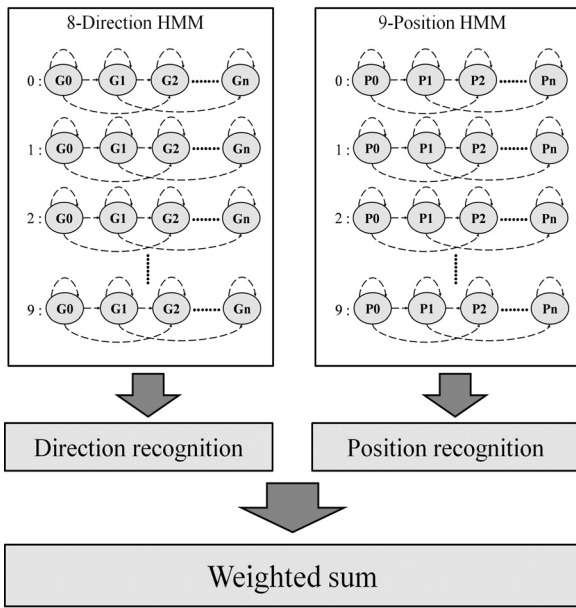 8-Direction HMM
0 : G0 G1 G2 Gn
1 : G0 G1 G2 Gn
2 : G0 G1 G2 Gn
9 : G0 G1 G2 Gn
9-Position HMM
0 : P0 P1 P2 Pn
1 : P0 P1 P2 Pn
2 : P0 P1 P2 Pn
9 : P0 P1 P2 Pn
Direction recognition
Position recognition
Weighted sum